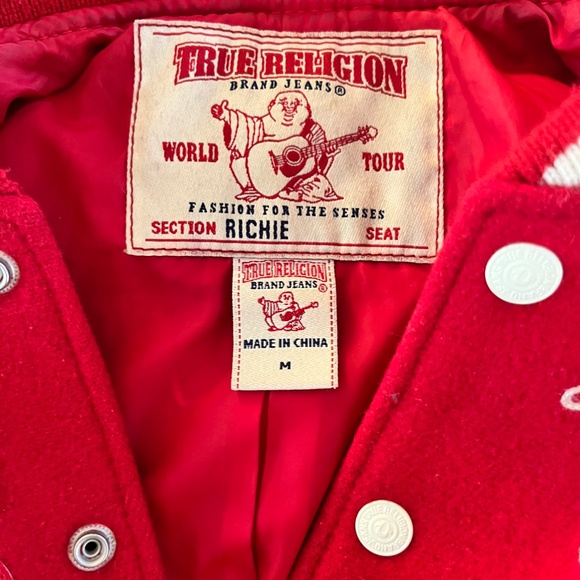 TRUE RELIGION
BRAND JEANS®
WORLD TOUR
FASHION FOR THE SENSES
SECTION RICHIE SEAT
TRUE RELIGION
BRAND JEANS®
MADE IN CHINA
M